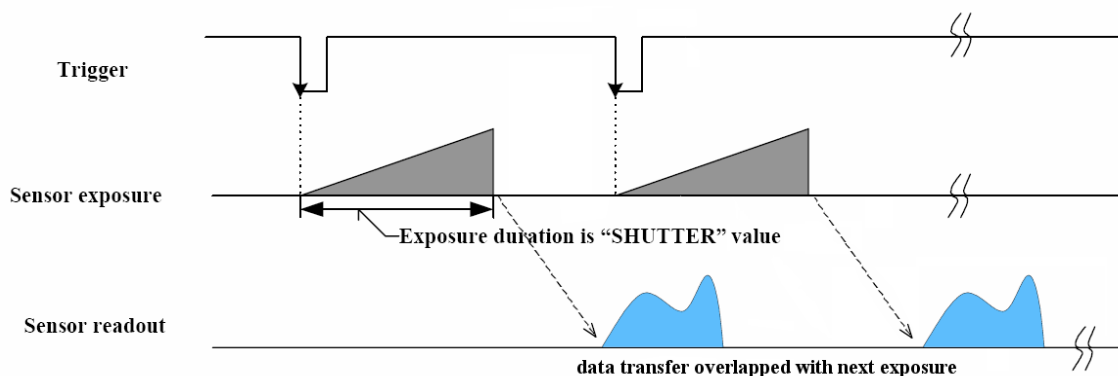 Trigger
Sensor exposure
Exposure duration is “SHUTTER” value
Sensor readout
data transfer overlapped with next exposure